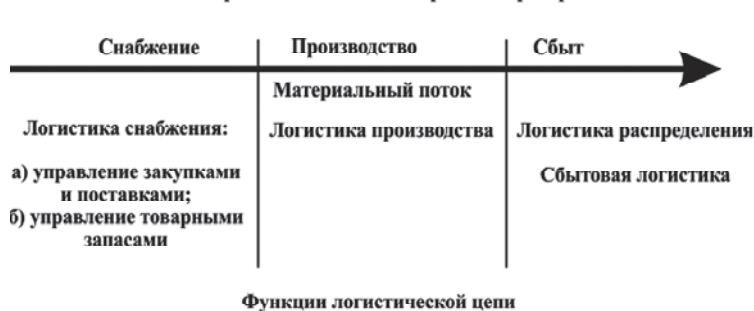 Снабжение
Производство
Сбыт
Материальный поток
Логистика снабжения:
Логистика производства
Логистика распределения
а) управление закупками
и поставками;
б) управление товарными
запасами
Сбытовая логистика
Функции логистической цепи